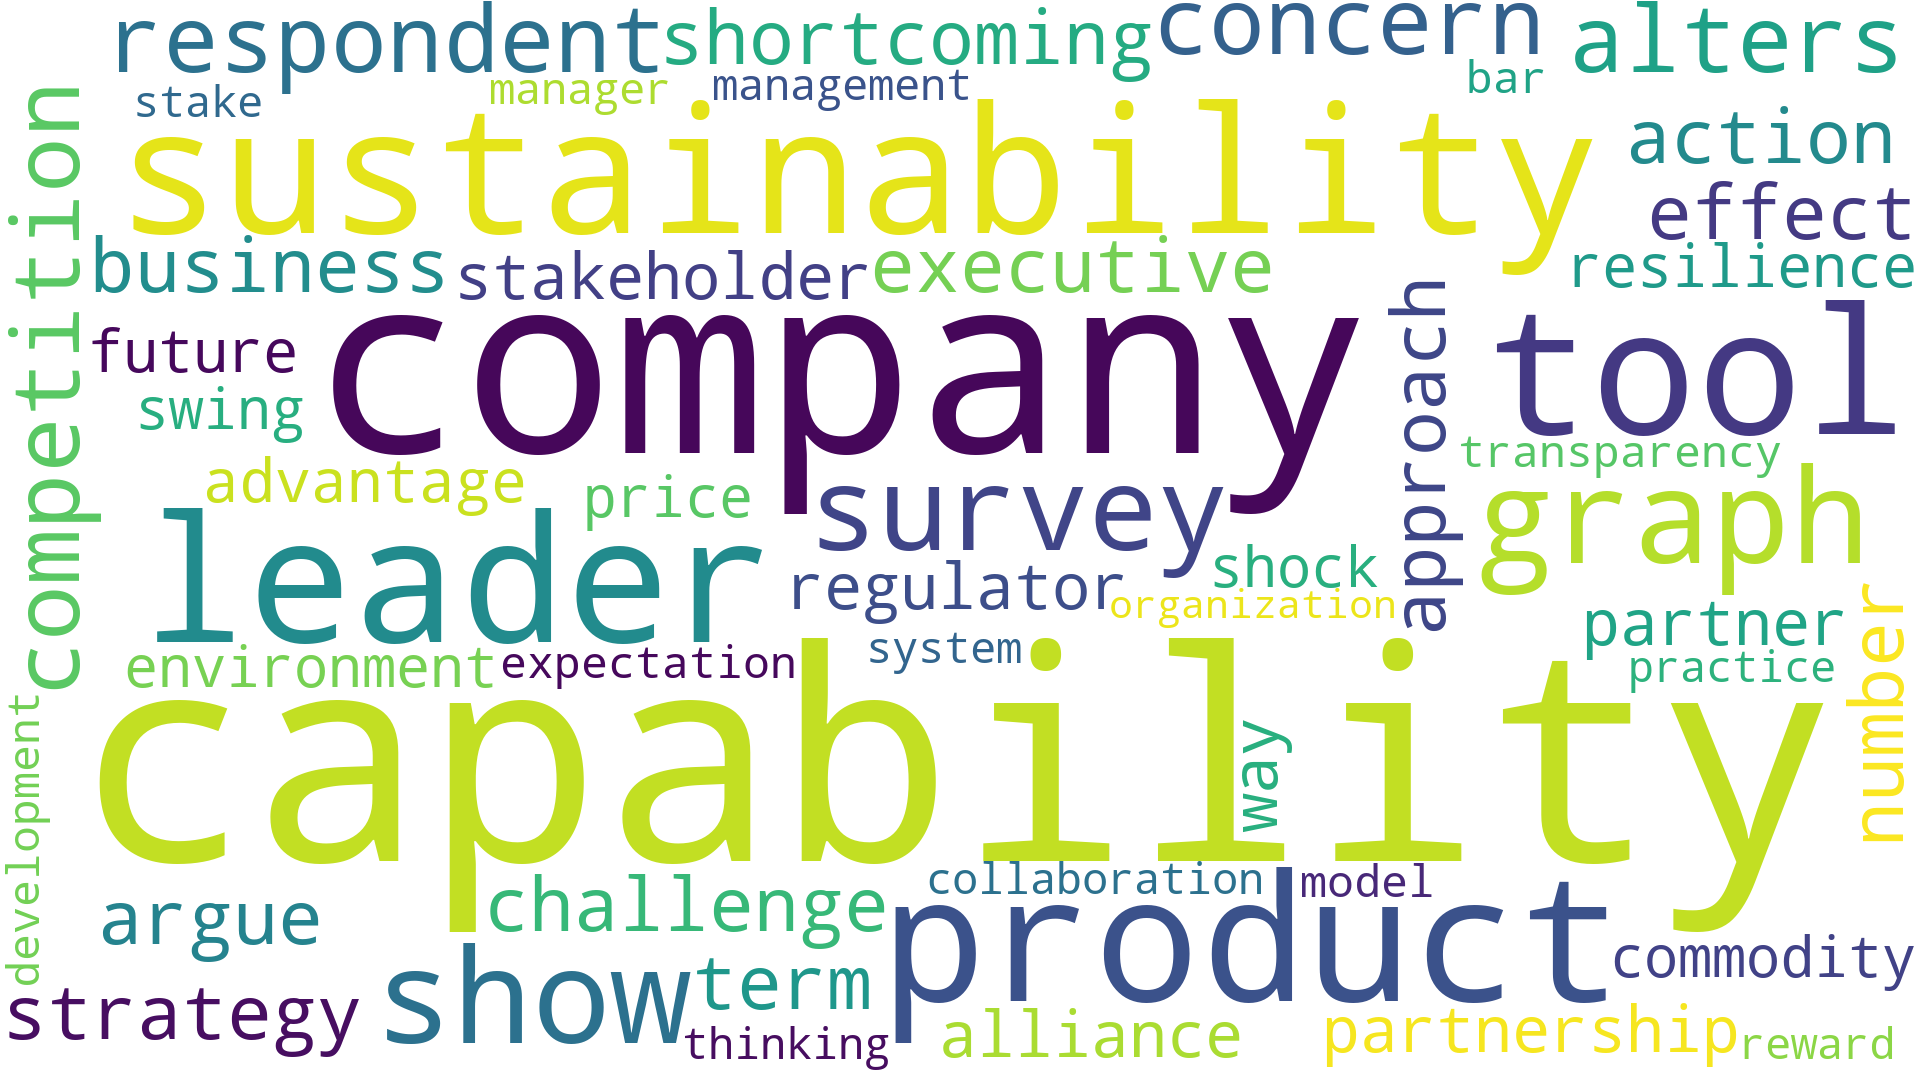 respondent
shortcoming
concern
alters
stake
manager
management
bar
sustainability
action
competition
effect
business
stakeholder
executive
resilience
future
company
approach
tool
swing
transparency
advantage
price
survey
graph
leader
regulator
shock
organization
partner
number
environment
expectation
system
practice
capability
development
way
argue
challenge
collaboration
model
product
commodity
strategy
show
term
thinking
alliance
partnership
reward